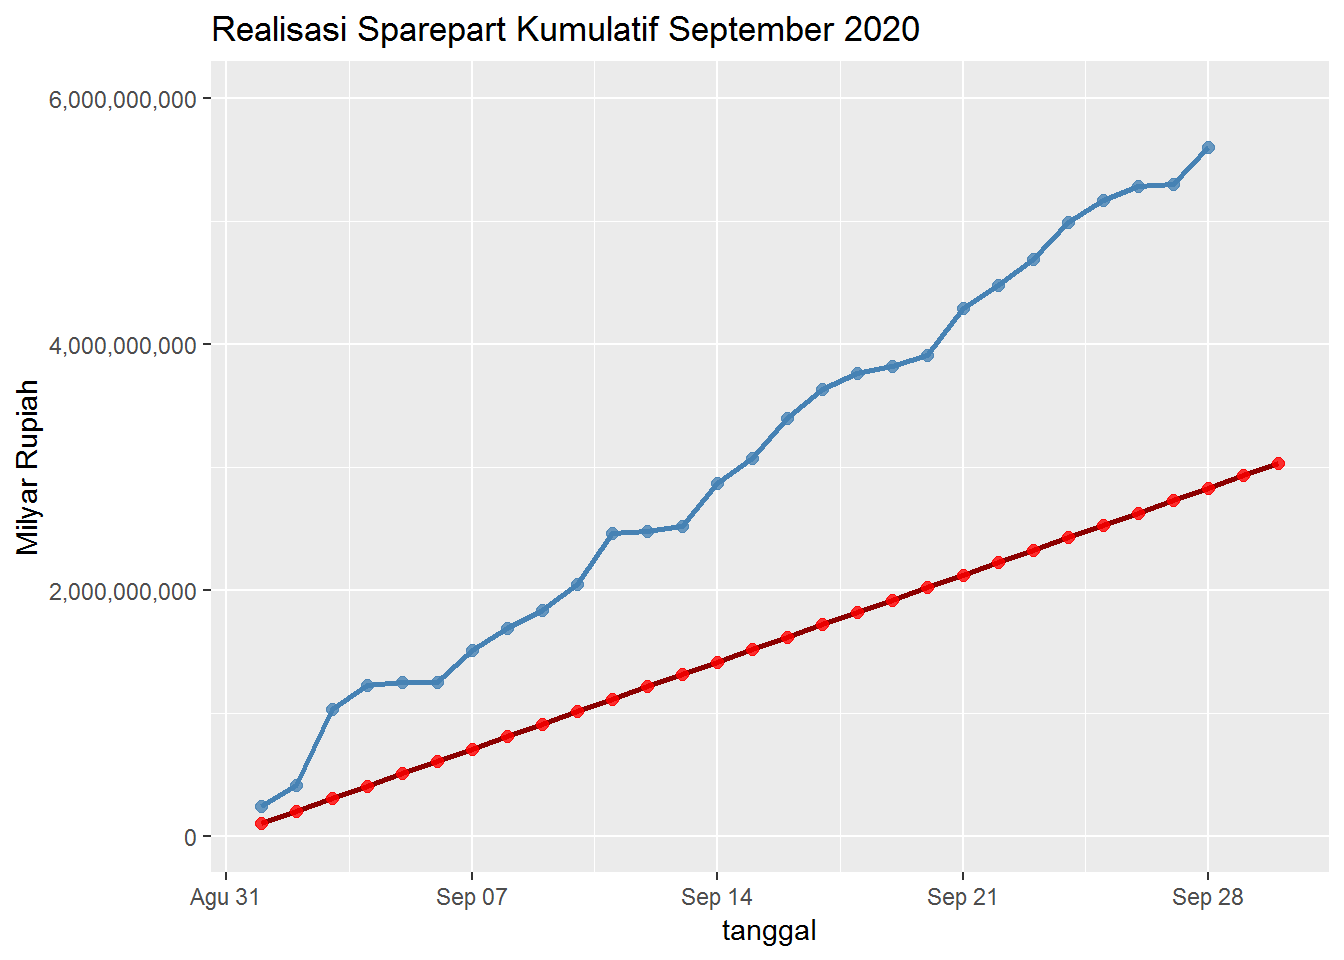 Realisasi Sparepart Kumulatif September 2020
Milyar Rupiah
6,000,000,000
4,000,000,000
2,000,000,000
0
Agu 31
Sep 07
Sep 14
Sep 21
Sep 28
tanggal